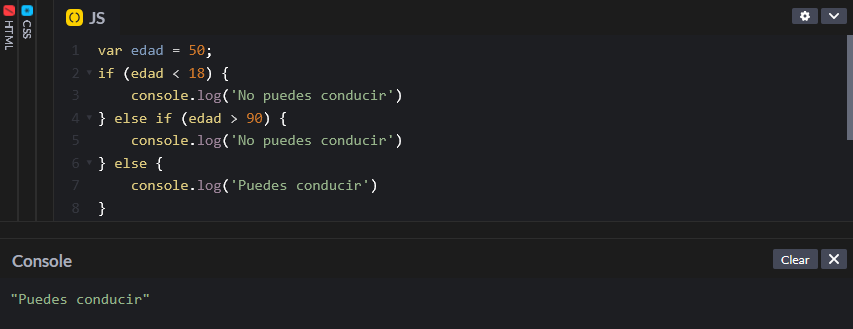 HTML
CSS
JS
1 var edad = 50;
2 if (edad < 18) {
3 console.log('No puedes conducir')
4 } else if (edad > 90) {
5 console.log('No puedes conducir')
6 } else {
7 console.log('Puedes conducir')
8 }
Console
Clear
"Puedes conducir"